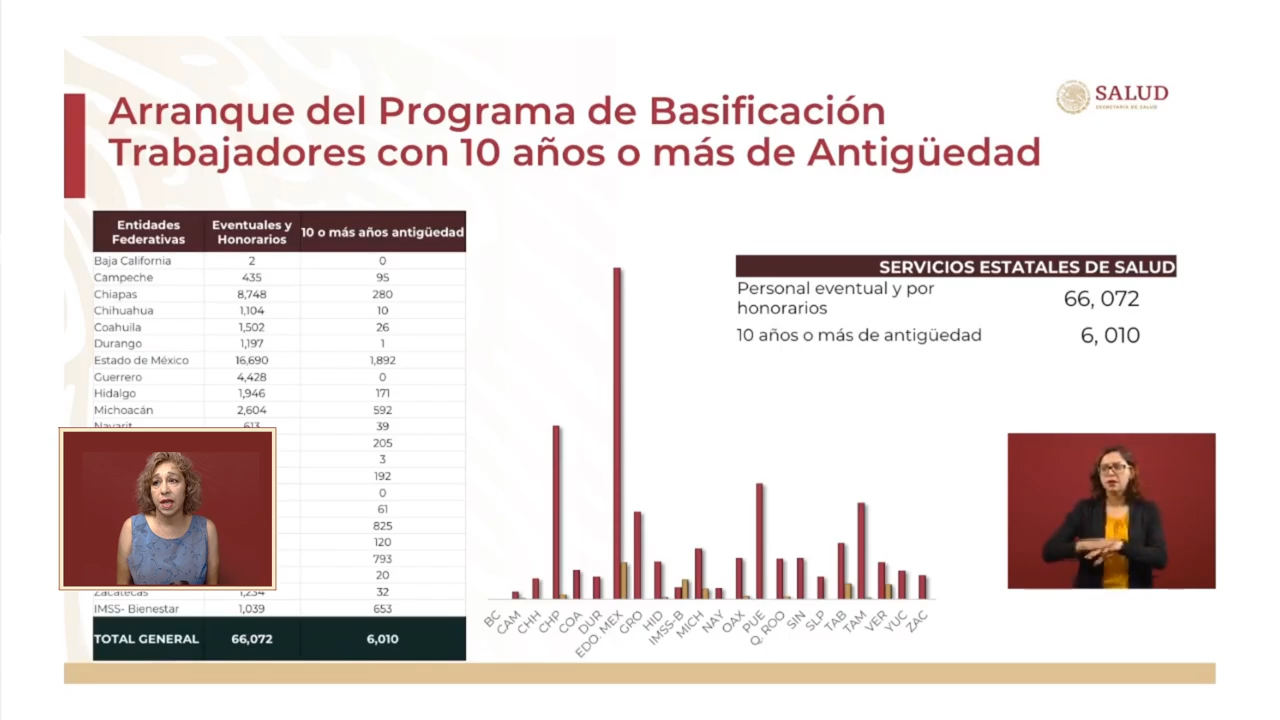 Arranque del Programa de Basificación
Trabajadores con 10 años o más de Antigüedad
SALUD
SECRETARÍA DE SALUD
Entidades Federativas | Eventuales y Honorarios | 10 o más años antigüedad
Baja California 2 0
Campeche 435 95
Chiapas 8,748 280
Chihuahua 1,104 10
Coahuila 1,502 26
Durango 1,197 1
Estado de México 16,690 1,892
Guerrero 4,428 0
Hidalgo 1,946 171
Michoacán 2,604 592
Nayarit 613 39
205
3
192
0
61
825
120
793
20
Zacatecas 1,234 32
IMSS- Bienestar 1,039 653
TOTAL GENERAL 66,072 6,010
SERVICIOS ESTATALES DE SALUD
Personal eventual y por
honorarios 66, 072
10 años o más de antigüedad 6, 010
BC CAM CHH CHP COA DUR EDO. MEX GRO HID IMSS-B MICH NAY OAX PUE Q. ROO SIN SLP TAB TAM VER YUC ZAC